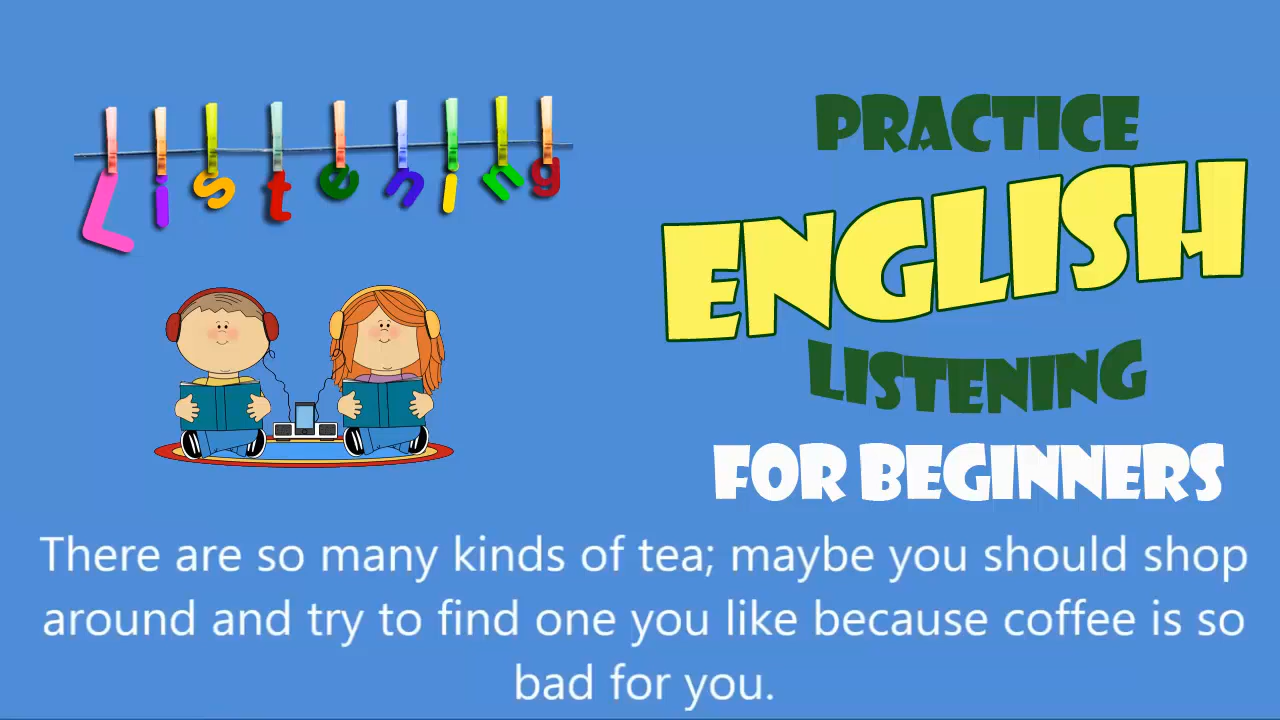 Listening
PRACTICE
ENGLISH
LISTENING
FOR BEGINNERS
There are so many kinds of tea; maybe you should shop
around and try to find one you like because coffee is so
bad for you.